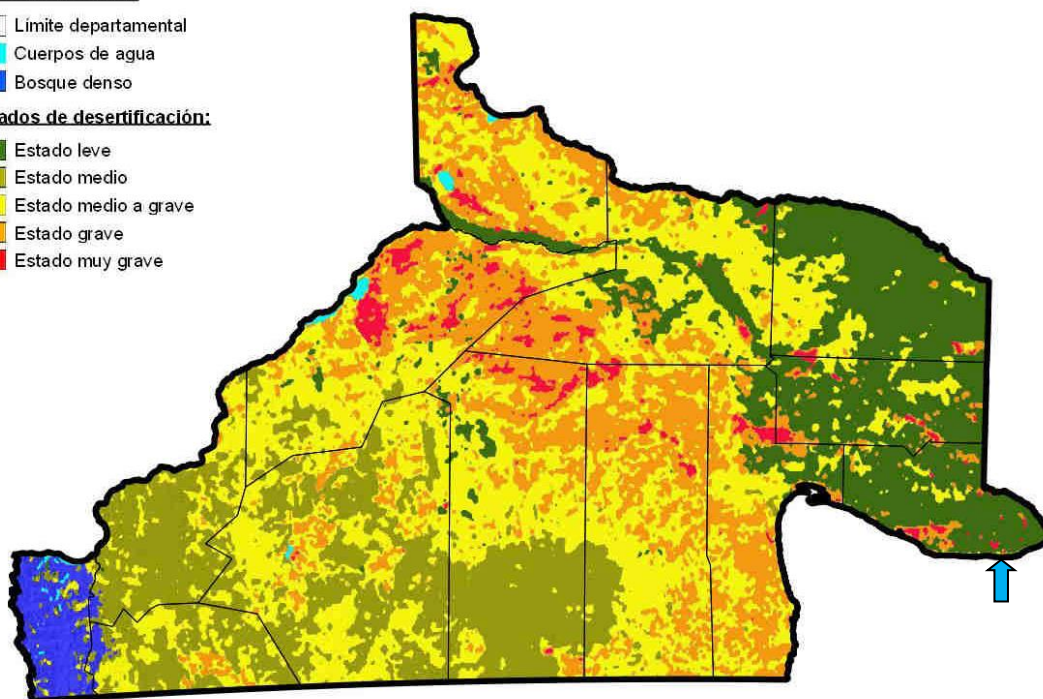 Límite departamental
Cuerpos de agua
Bosque denso
ados de desertificación:
Estado leve
Estado medio
Estado medio a grave
Estado grave
Estado muy grave